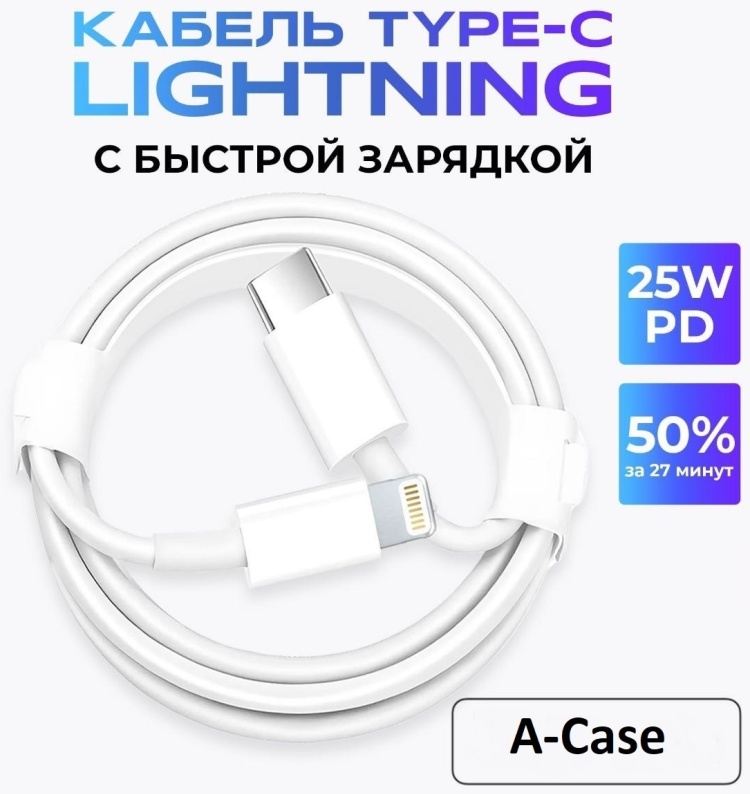 КАБЕЛЬ TYPE-C
LIGHTNING
С БЫСТРОЙ ЗАРЯДКОЙ
25W
PD
50%
за 27 минут
A-Case